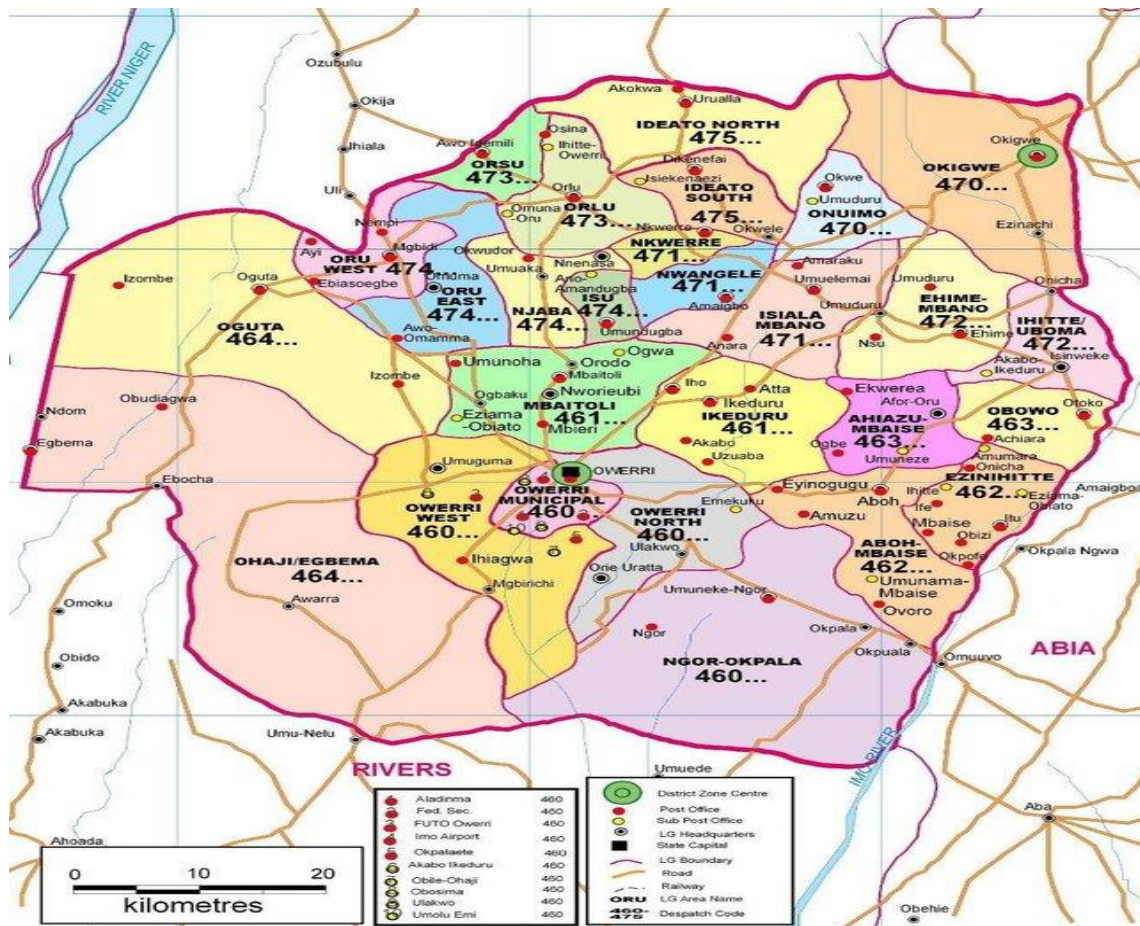 RIVER NIGER
Ozubulu
Okija
Ihiala
Uli
Akokwa
Urualla
IDEATO NORTH
475...
Osina
Ihitte-
Owerri
ORSU
473...
Dikenefai
Isiekenaezi
IDEATO
SOUTH
475...
Okigwe
OKIGWE
470...
Okwe
Umuduru
ONUIMO
470...
Orlu
Omuna
-Oru
ORLU
473...
Nkwerre
Okwele
Ezinachi
Nempi
Mgbidi
Ayi
ORU
WEST
474...
Ebiasoegbe
Okwudor
Umuaka
Nnenasa
NKWERRE
471...
Amaraku
Umuelemai
Umuduru
Onicha
Izombe
Oguta
OGUTA
464...
Omuma
ORU
EAST
474...
NJABA
474...
Ano-
Amandugba
ISU
474...
Umundugba
NWANGELE
471...
Amaigbo
ISIALA
MBANO
471...
Umuduru
EHIME-
MBANO
472...
Ehime
Nsu
Anara
IHITTE/
UBOMA
472...
Isinweke
Akabo-
Ikeduru
Awo-
Omamma
Izombe
Umunoha
Ogwa
Orodo
Mbaitoli
Nworieubi
Ogbaku
MBAITOLI
461...
Eziama
-Obiato
Mbieri
Iho
Atta
Ikeduru
IKEDURU
461...
Akabo
Uzuaba
Ekwerea
Afor-Oru
AHIAZU-
MBAISE
463...
Ogbe
Umuneze
OBOWO
463...
Otoko
Achiara
Amumara
Onicha
Ndom
Obudiagwa
Egbema
Ebocha
Umuguma
OWERRI
OWERRI
MUNICIPAL
460...
OWERRI
WEST
460...
OWERRI
NORTH
460...
Emekuku
Eyinogugu
Aboh
Amuzu
EZINIHITTE
462...
Ihitte
Ife
Eziama-
Obiato
Itu
Mbaise
Obizi
Okpofe
Amaigboa
Okpala Ngwa
OHAJI/EGBEMA
464...
Awarra
Ihiagwa
Mgbirichi
Orie Uratta
Ulakwo
ABOH-
MBAISE
462...
Umunama-
Mbaise
Ovoro
Umuneke-Ngor
Ngor
Okpala
Okpuala
NGOR-OKPALA
460...
Omuuvo
ABIA
Omoku
Obido
Akabuka
Akabuka
Umu-Nelu
RIVERS
Umuede
IMO RIVER
Aba
Obehie
Ahoada
0 10 20
kilometres
Aladinma 460
Fed. Sec. 460
FUTO Owerri 460
Imo Airport 460
Okpalaete 460
Akabo Ikeduru 460
Obile-Ohaji 460
Obosima 460
Ulakwo 460
Umolu Emi 460
District Zone Centre
Post Office
Sub Post Office
LG Headquarters
State Capital
LG Boundary
Road
Railway
ORU LG Area Name
460-
475 Despatch Code